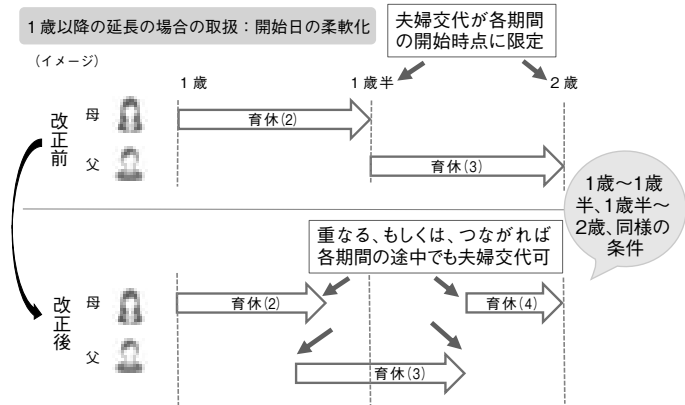 1歳以降の延長の場合の取扱：開始日の柔軟化
夫婦交代が各期間
の開始時点に限定
(イメージ)
1歳
1歳半
2歳
改正前
母
育休(2)
父
育休(3)
1歳～1歳
半、1歳半～
2歳、同様の
条件
重なる、もしくは、つながれば
各期間の途中でも夫婦交代可
改正後
母
育休(2)
育休(4)
父
育休(3)